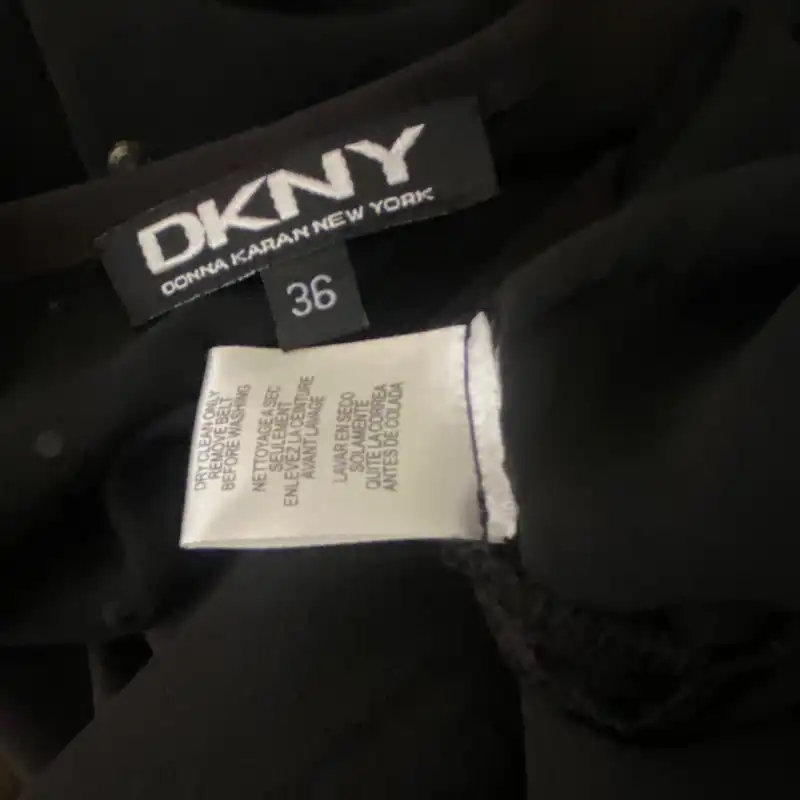 DKNY
DONNA KARAN NEW YORK
36
DRY CLEAN ONLY
REMOVE BELT
BEFORE WASHING
NETTOYAGE A SEC
SEULEMENT
ENLEVEZ LA CEINTURE
AVANT LAVAGE
LAVAR EN SECO
SOLAMENTE
QUITE LA CORREA
ANTES DE COLADA